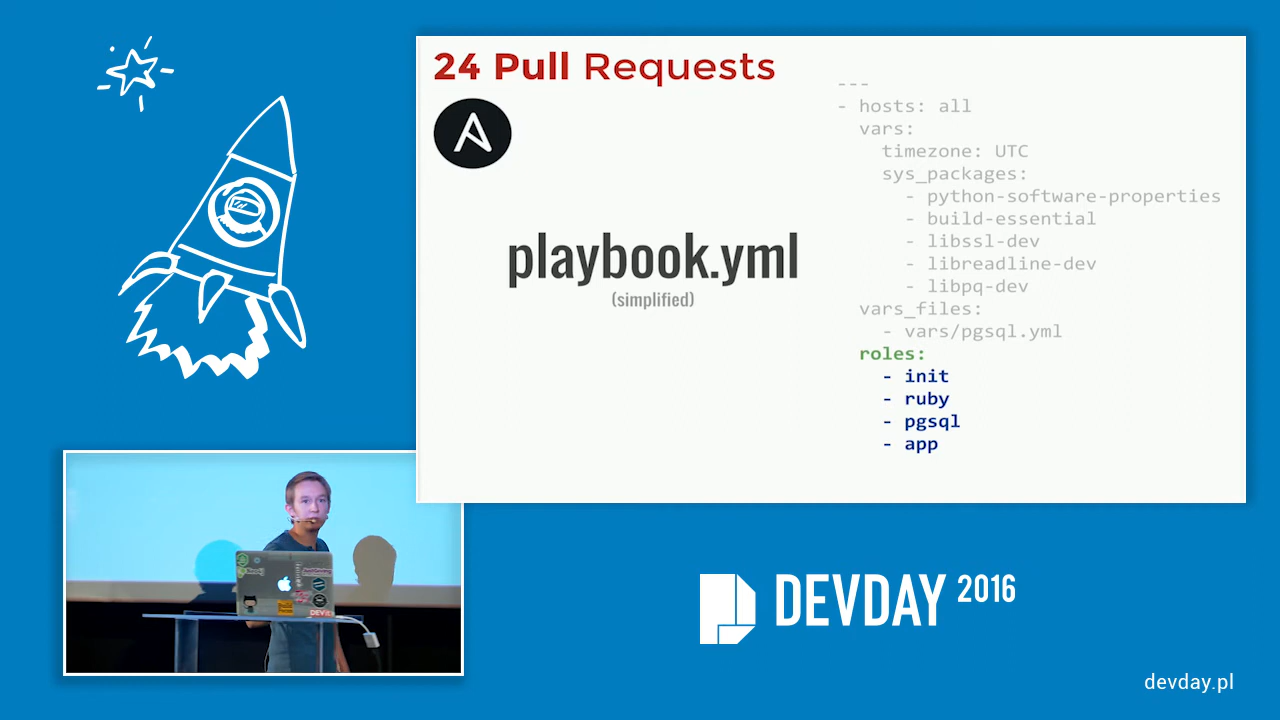 24 Pull Requests
playbook.yml
(simplified)
---
- hosts: all
vars:
timezone: UTC
sys_packages:
- python-software-properties
- build-essential
- libssl-dev
- libreadline-dev
- libpq-dev
vars_files:
- vars/pgsql.yml
roles:
- init
- ruby
- pgsql
- app
DEVDAY 2016
devday.pl